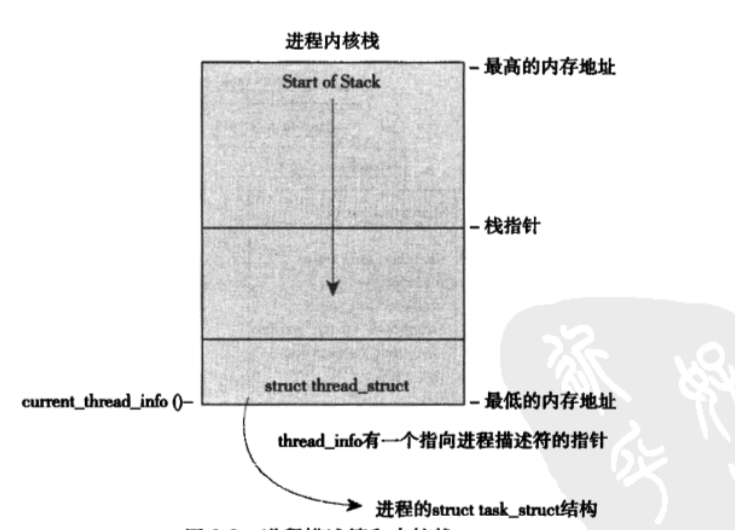 进程内核栈
Start of Stack
最高的内存地址
栈指针
struct thread_struct
current_thread_info ()
最低的内存地址
thread_info有一个指向进程描述符的指针
进程的struct task_struct结构